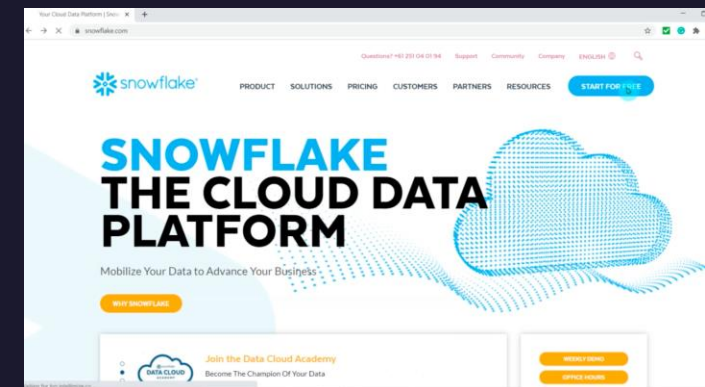 Your Cloud Data Platform | Snow
snowflake.com
Questions? +61 251 04 01 94 Support Community Company ENGLISH
snowflake
PRODUCT SOLUTIONS PRICING CUSTOMERS PARTNERS RESOURCES START FOR FREE
SNOWFLAKE
THE CLOUD DATA
PLATFORM
Mobilize Your Data to Advance Your Business
WHY SNOWFLAKE
Join the Data Cloud Academy
Become The Champion Of Your Data
DATA CLOUD
ACADEMY
WEEKLY DEMO
OFFICE HOURS